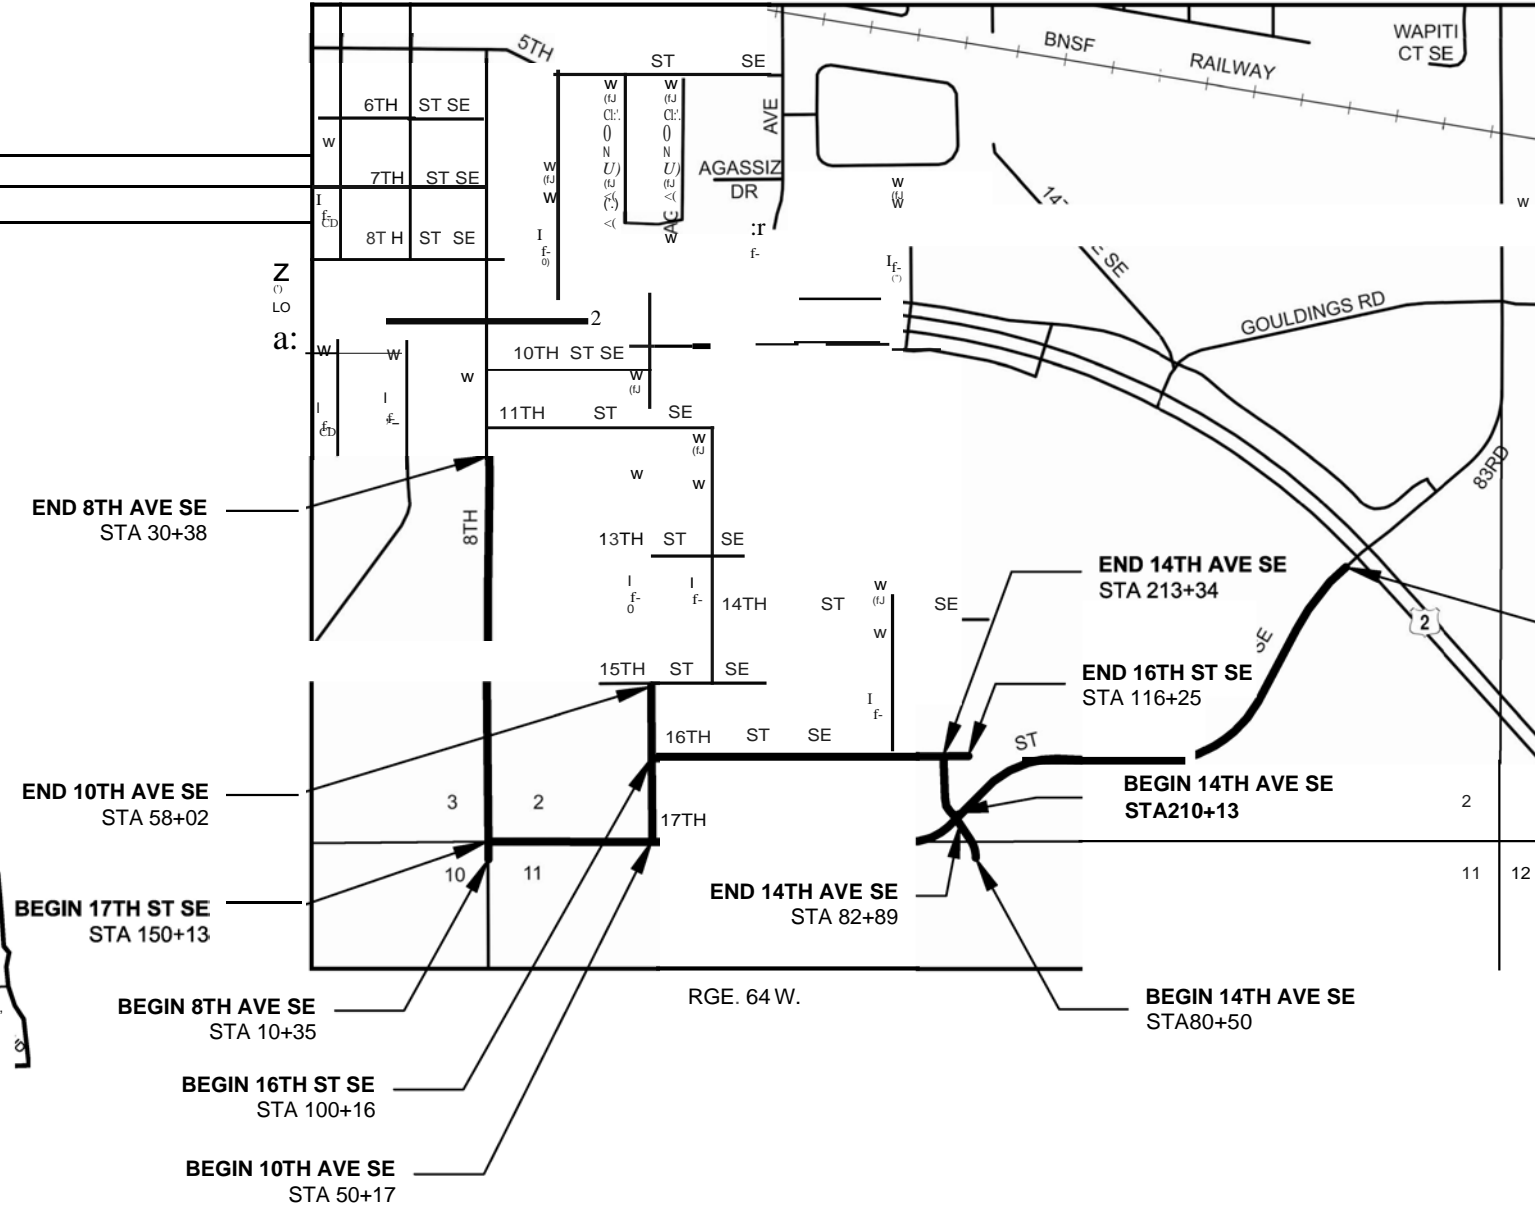 5TH
ST SE
BNSF
RAILWAY
WAPITI
CT SE
6TH ST SE
AVE
7TH ST SE
AGASSIZ
DR
8TH ST SE
E SE
GOULDINGS RD
2
10TH ST SE
11TH ST SE
83RD
END 8TH AVE SE
STA 30+38
8TH
13TH ST SE
END 14TH AVE SE
STA 213+34
14TH ST SE
2
SE
15TH ST SE
END 16TH ST SE
STA 116+25
16TH ST SE
ST
END 10TH AVE SE
STA 58+02
3 2
BEGIN 14TH AVE SE
STA210+13
2
17TH
10 11
11 12
END 14TH AVE SE
STA 82+89
BEGIN 17TH ST SE
STA 150+13
RGE. 64 W.
BEGIN 8TH AVE SE
STA 10+35
BEGIN 14TH AVE SE
STA80+50
BEGIN 16TH ST SE
STA 100+16
BEGIN 10TH AVE SE
STA 50+17